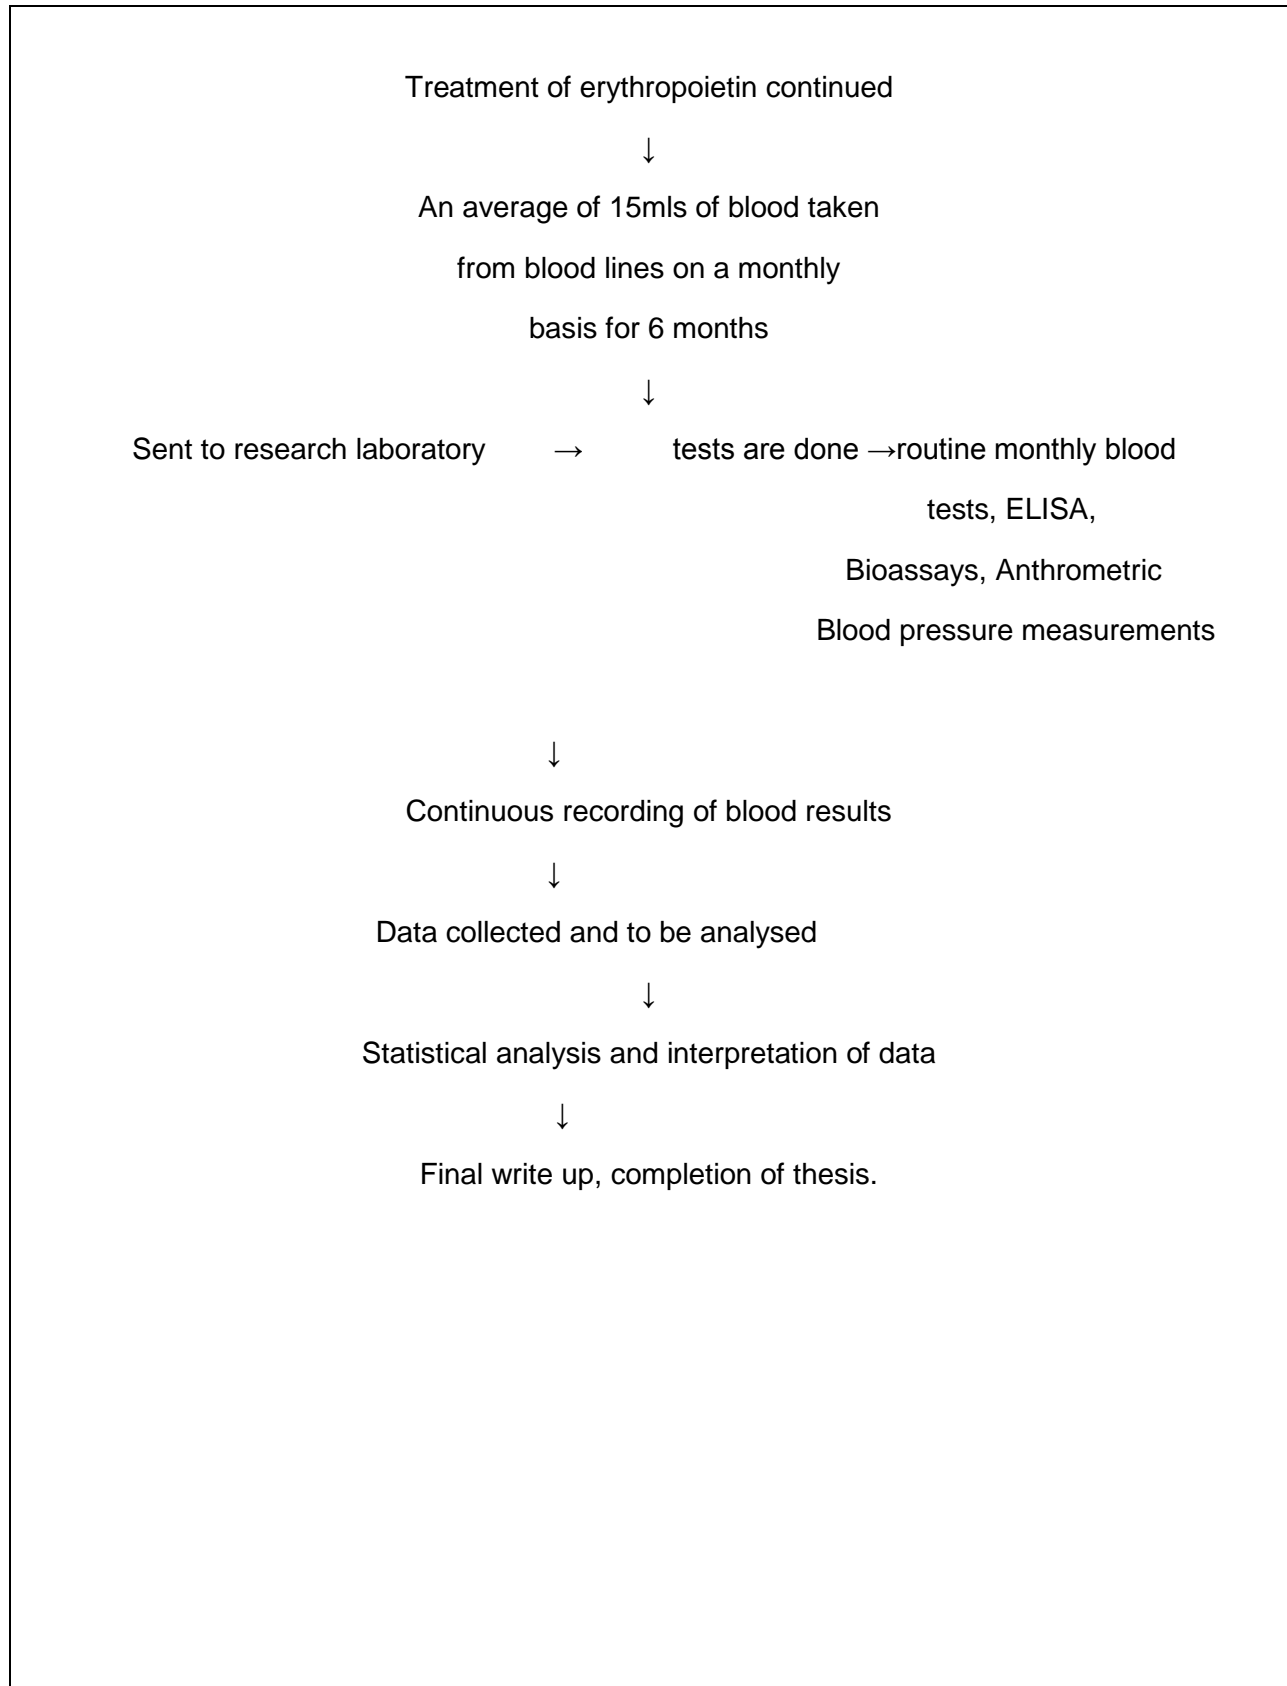 Treatment of erythropoietin continued
↓
An average of 15mls of blood taken
from blood lines on a monthly
basis for 6 months
↓
Sent to research laboratory → tests are done →routine monthly blood
tests, ELISA,
Bioassays, Anthrometric
Blood pressure measurements
↓
Continuous recording of blood results
↓
Data collected and to be analysed
↓
Statistical analysis and interpretation of data
↓
Final write up, completion of thesis.